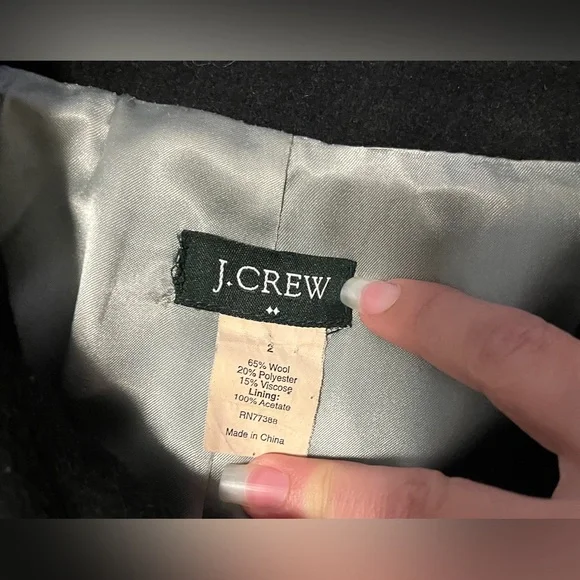 J.CREW
2
65% Wool
20% Polyester
15% Viscose
Lining:
100% Acetate
RN77388
Made in China